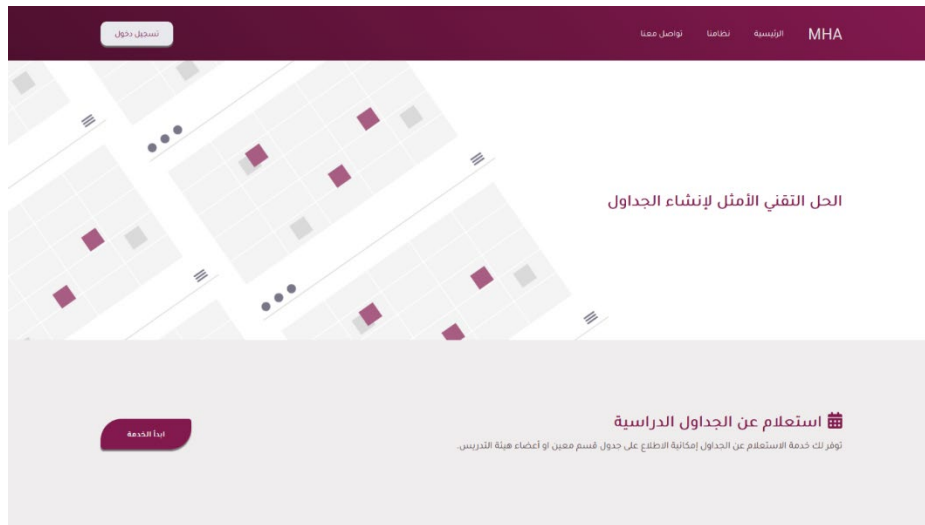 MHA
الرئيسية
نظامنا
تواصل معنا
تسجيل دخول
الحل التقني الأمثل لإنشاء الجداول
استعلام عن الجداول الدراسية
توفر لك خدمة الاستعلام عن الجداول إمكانية الاطلاع على جدول قسم معين او أعضاء هيئة التدريس.
ابدأ الخدمة